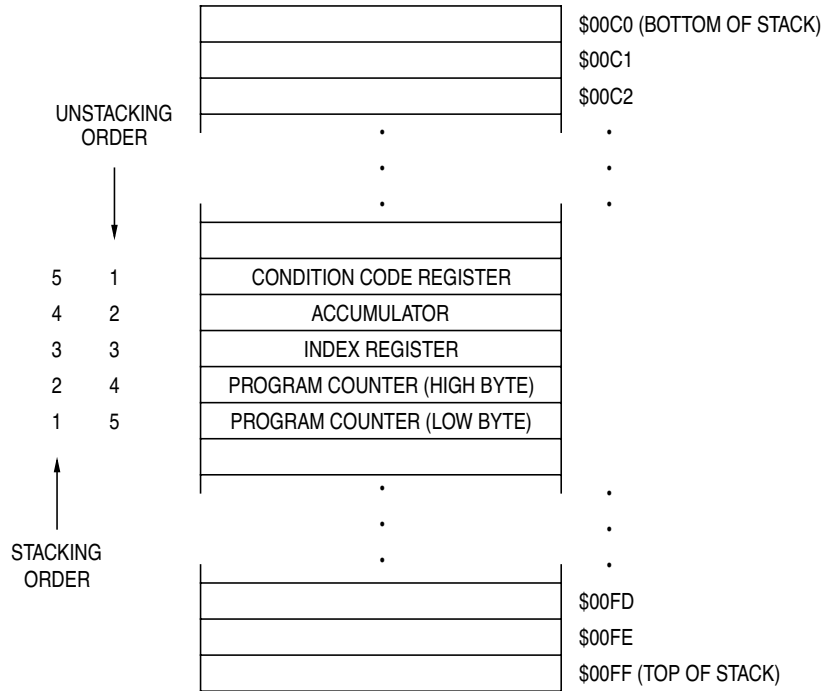 $00C0 (BOTTOM OF STACK)
$00C1
$00C2
UNSTACKING
ORDER
5 1 CONDITION CODE REGISTER
4 2 ACCUMULATOR
3 3 INDEX REGISTER
2 4 PROGRAM COUNTER (HIGH BYTE)
1 5 PROGRAM COUNTER (LOW BYTE)
STACKING
ORDER
$00FD
$00FE
$00FF (TOP OF STACK)